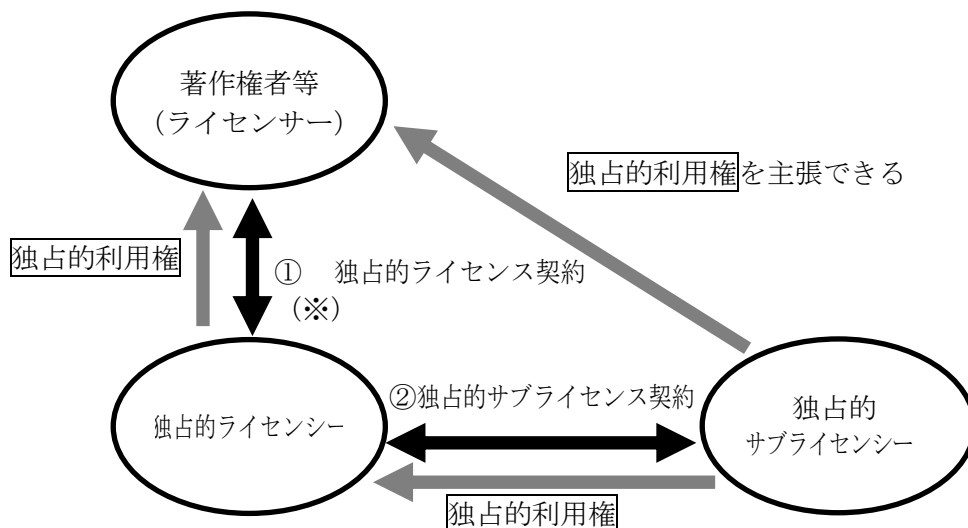 著作権者等
(ライセンサー)
独占的利用権を主張できる
独占的利用権
① 独占的ライセンス契約
(※)
②独占的サブライセンス契約
独占的ライセンシー
独占的
サブライセンシー
独占的利用権